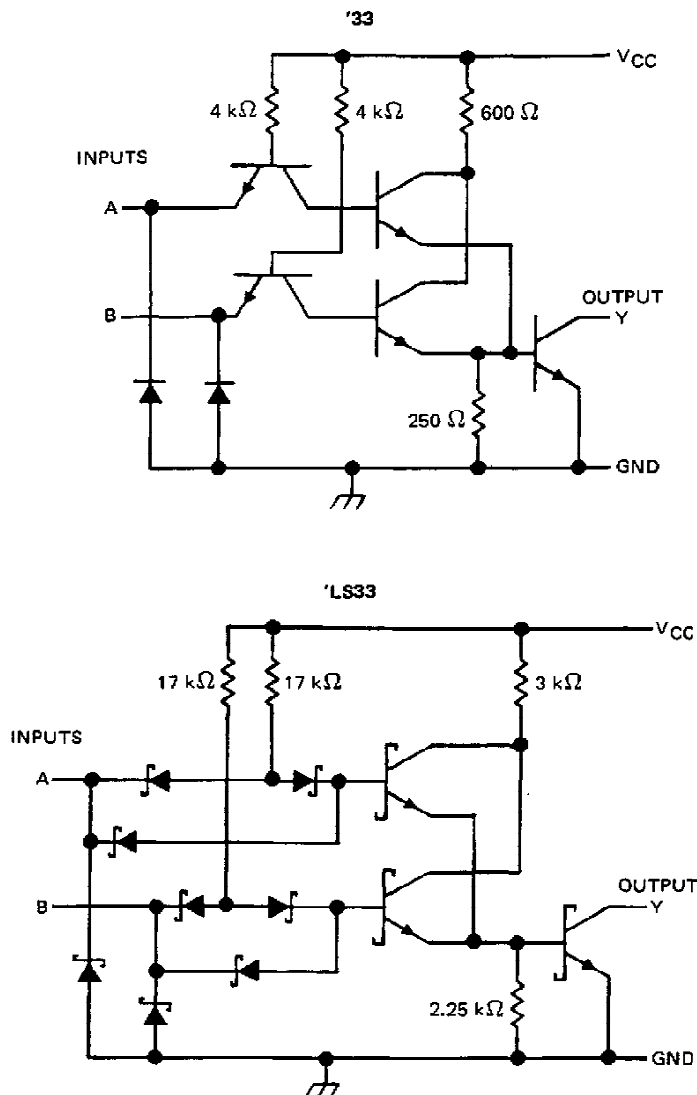 '33
VCC
4 kΩ 4 kΩ 600 Ω
INPUTS
A
B
OUTPUT
Y
250 Ω
GND
'LS33
VCC
17 kΩ 17 kΩ 3 kΩ
INPUTS
A
B
OUTPUT
Y
2.25 kΩ
GND